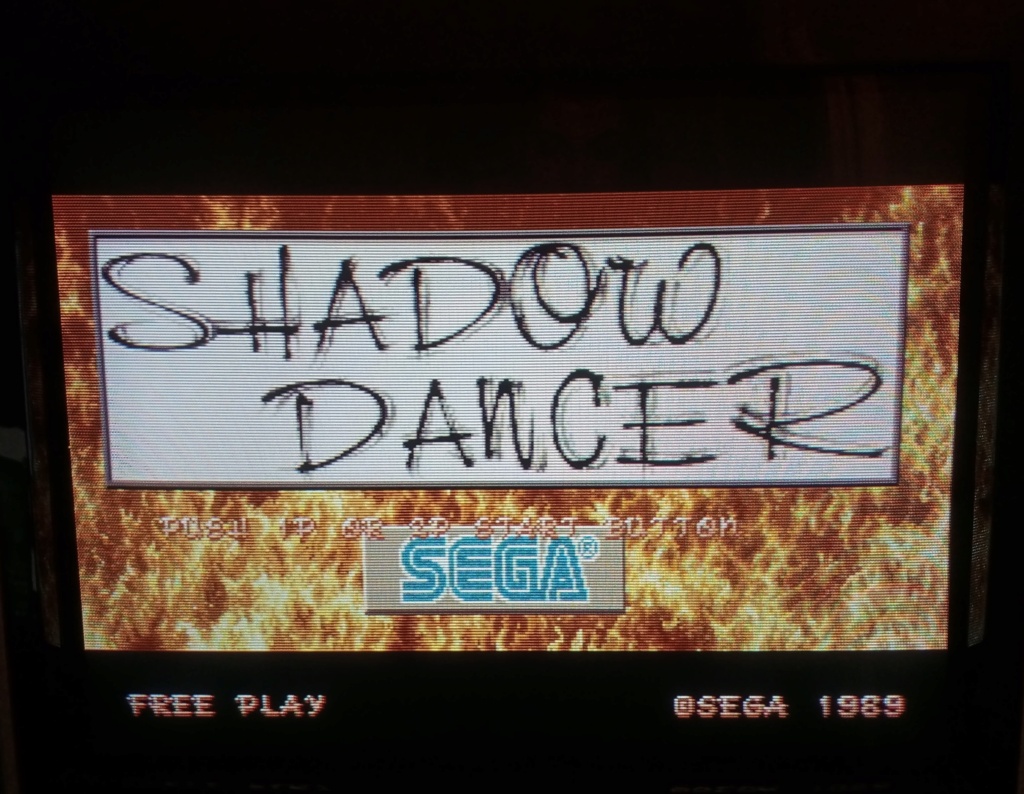 SHADOW
DANCER
PUSH 1P OR 2P START BUTTON
SEGA®
FREE PLAY
©SEGA 1989